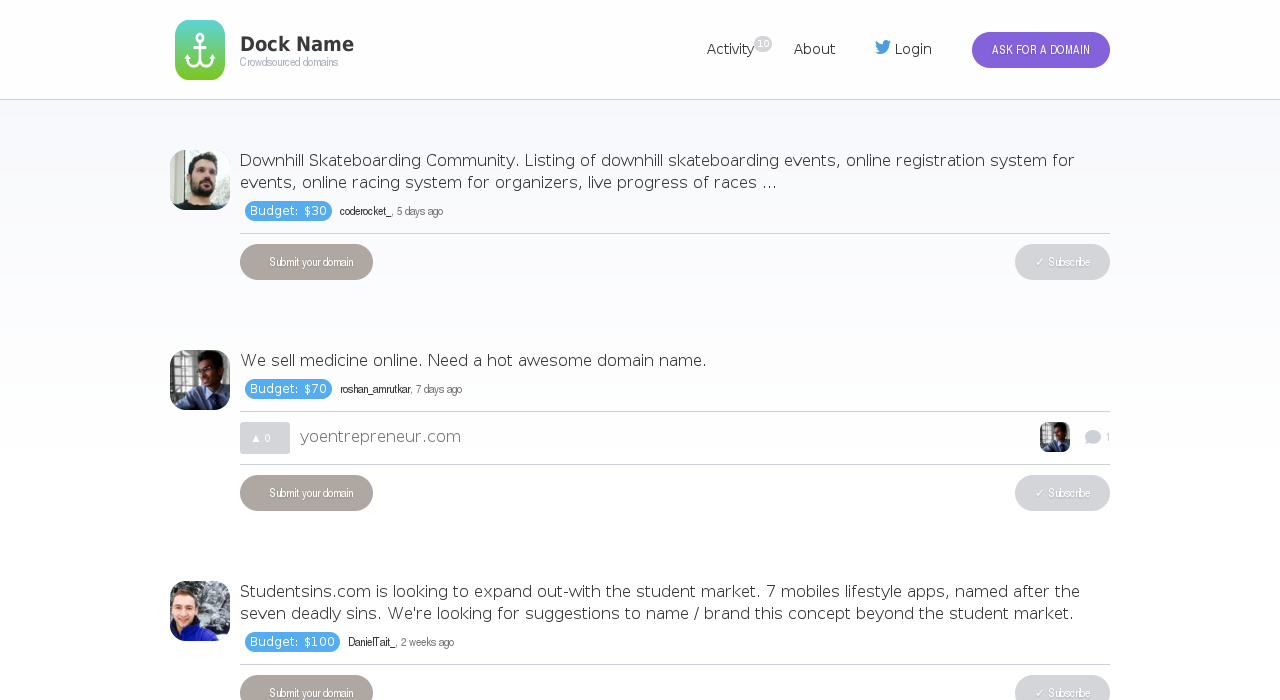 Dock Name
Crowdsourced domains
Activity 10 About Login ASK FOR A DOMAIN
Downhill Skateboarding Community. Listing of downhill skateboarding events, online registration system for
events, online racing system for organizers, live progress of races ...
Budget: $30 coderocket_, 5 days ago
Submit your domain ✓ Subscribe
We sell medicine online. Need a hot awesome domain name.
Budget: $70 roshan_amrutkar, 7 days ago
▲ 0 yoentrepreneur.com 1
Submit your domain ✓ Subscribe
Studentsins.com is looking to expand out-with the student market. 7 mobiles lifestyle apps, named after the
seven deadly sins. We're looking for suggestions to name / brand this concept beyond the student market.
Budget: $100 DanielTait_, 2 weeks ago
Submit your domain ✓ Subscribe